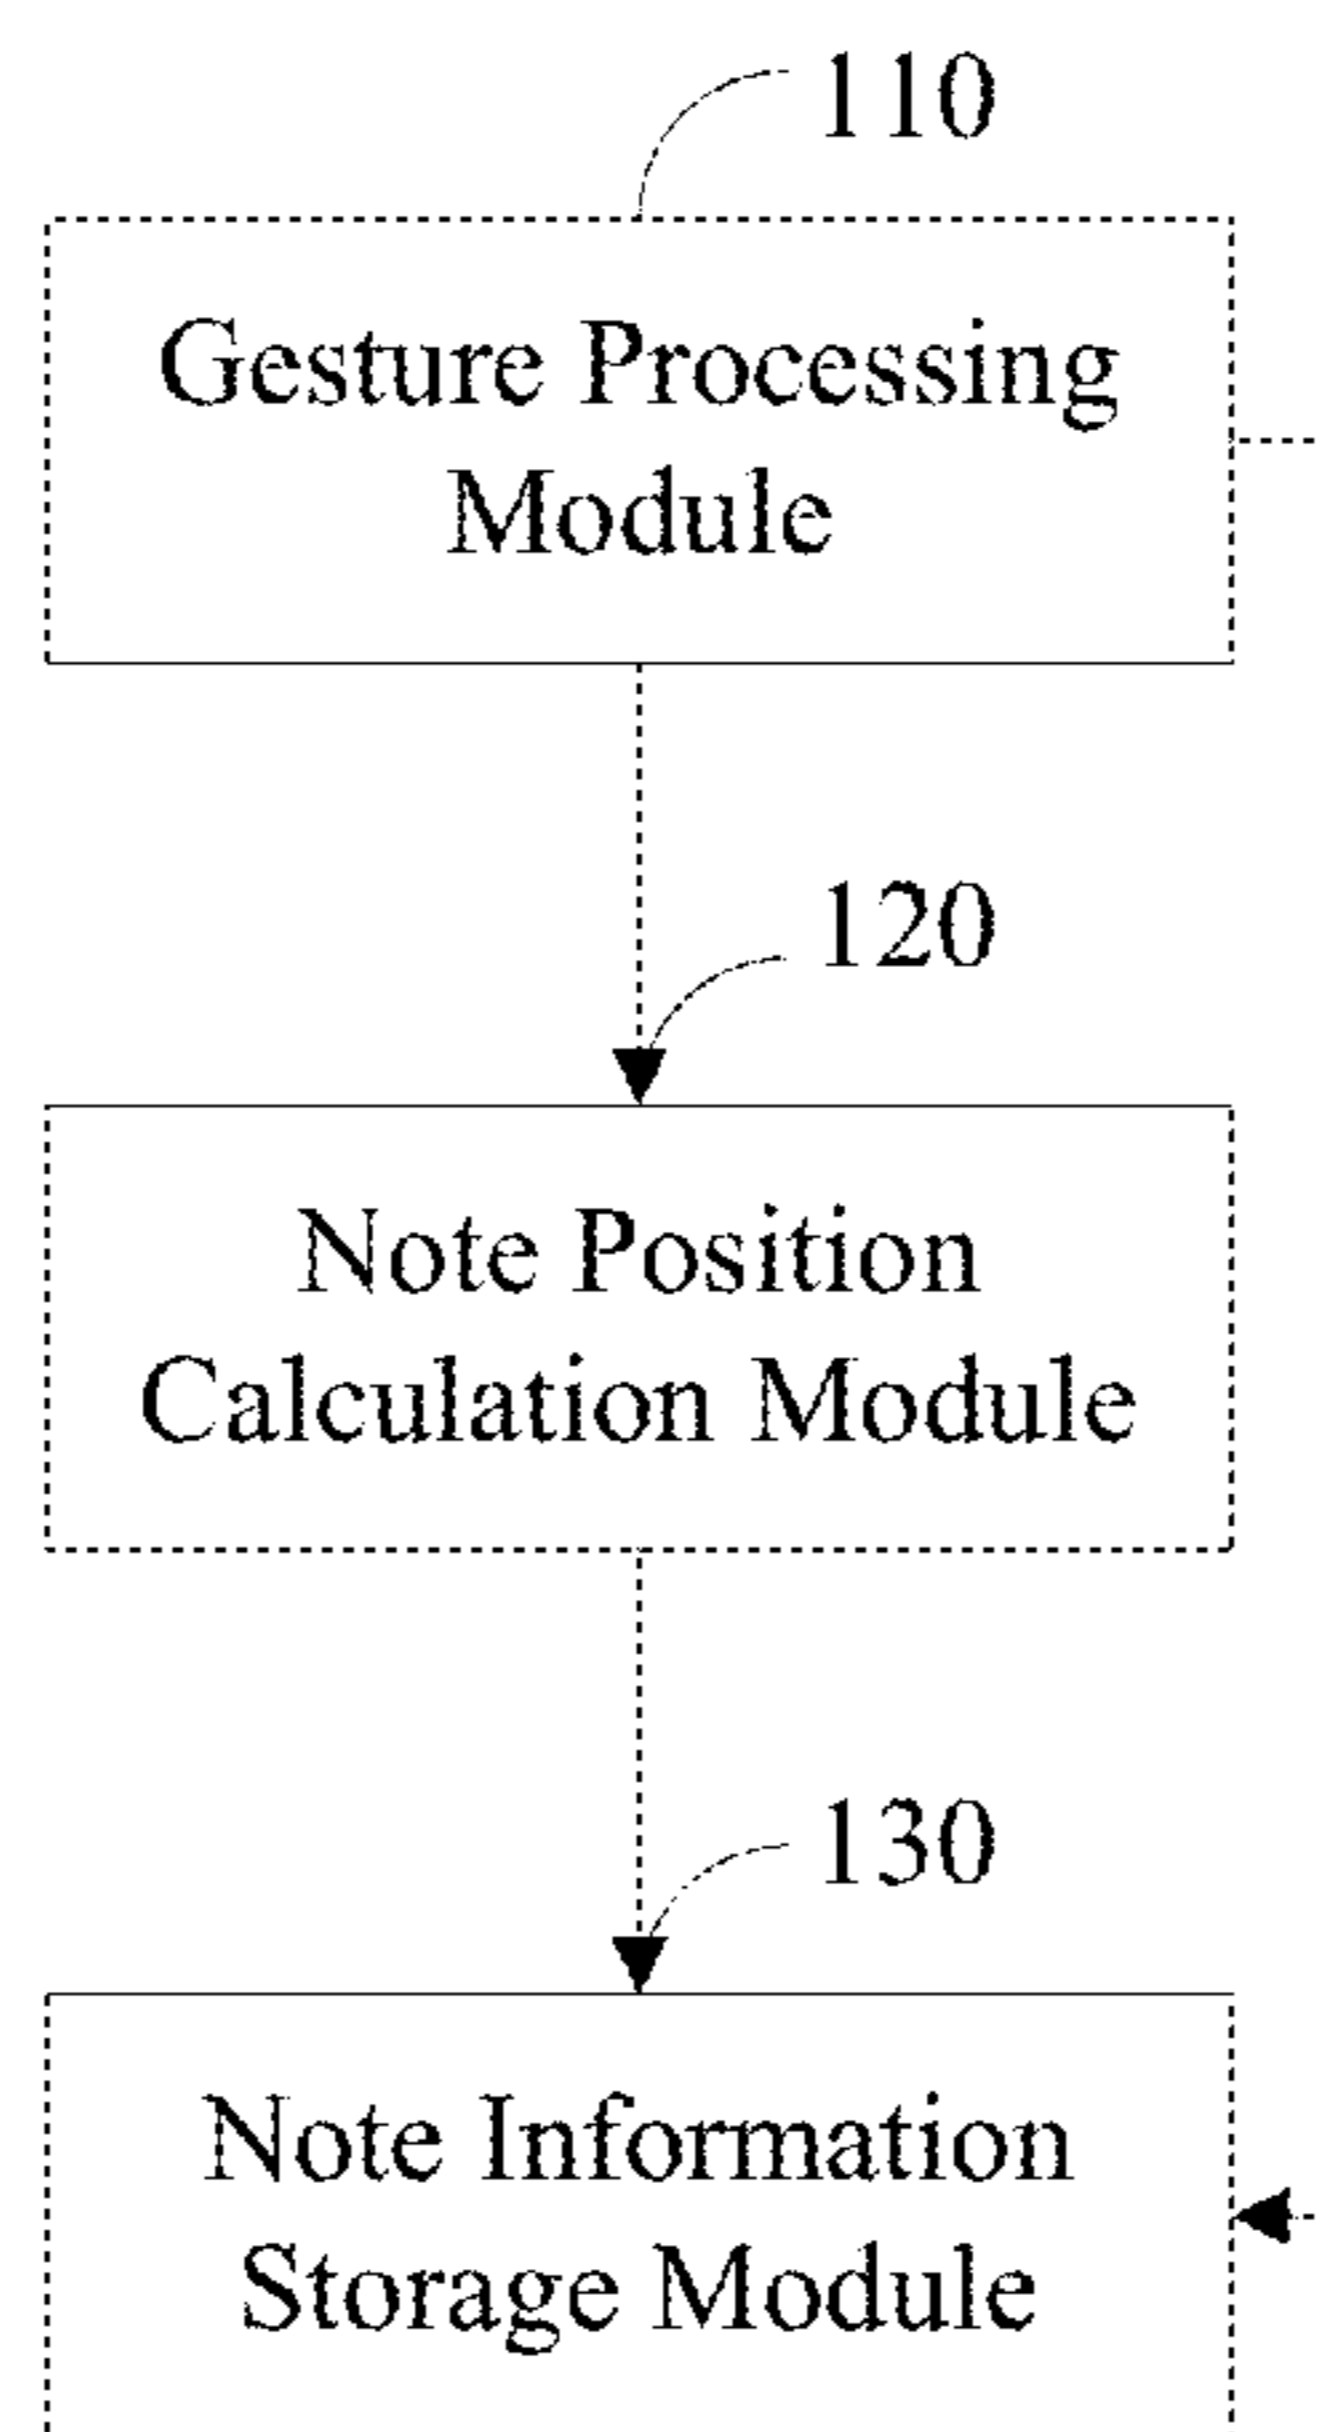 110
Gesture Processing
Module
120
Note Position
Calculation Module
130
Note Information
Storage Module